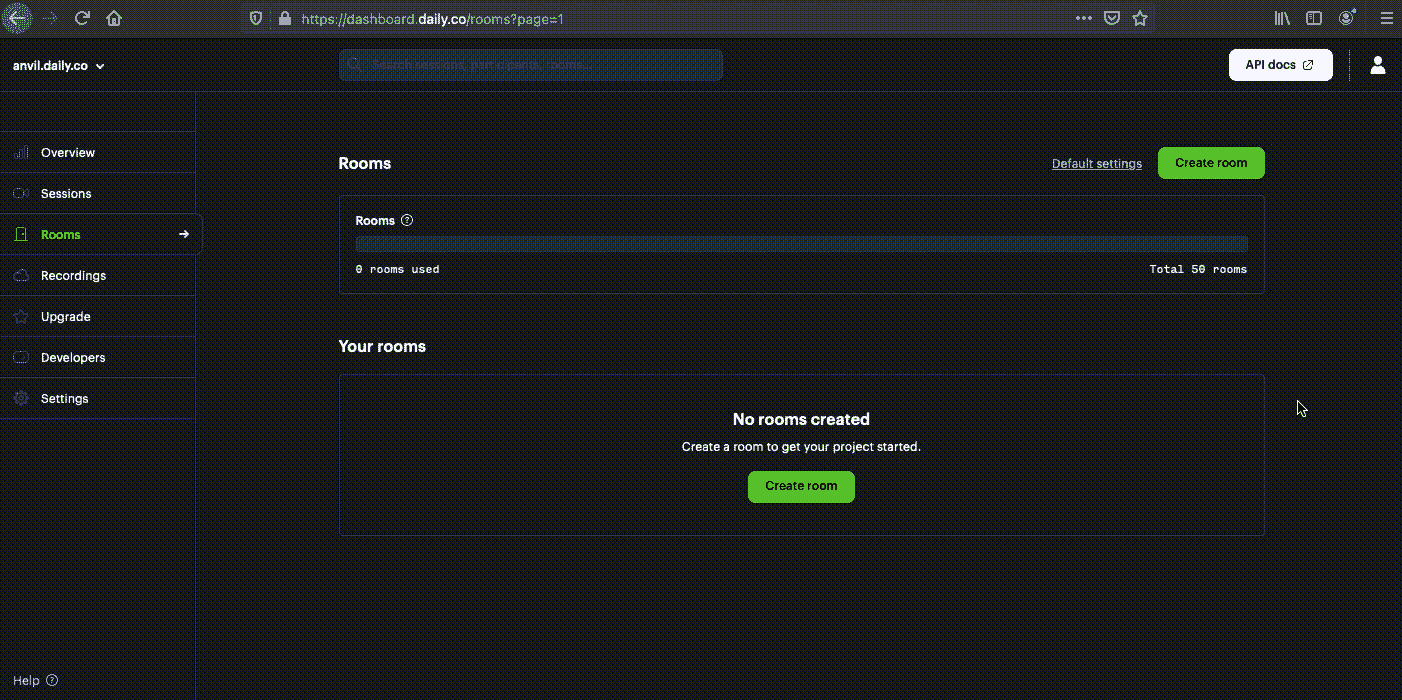 https://dashboard.daily.co/rooms?page=1
anvil.daily.co
Search sessions, participants, rooms...
API docs
Overview
Sessions
Rooms
Recordings
Upgrade
Developers
Settings
Help
Rooms
Default settings
Create room
Rooms
0 rooms used
Total 50 rooms
Your rooms
No rooms created
Create a room to get your project started.
Create room